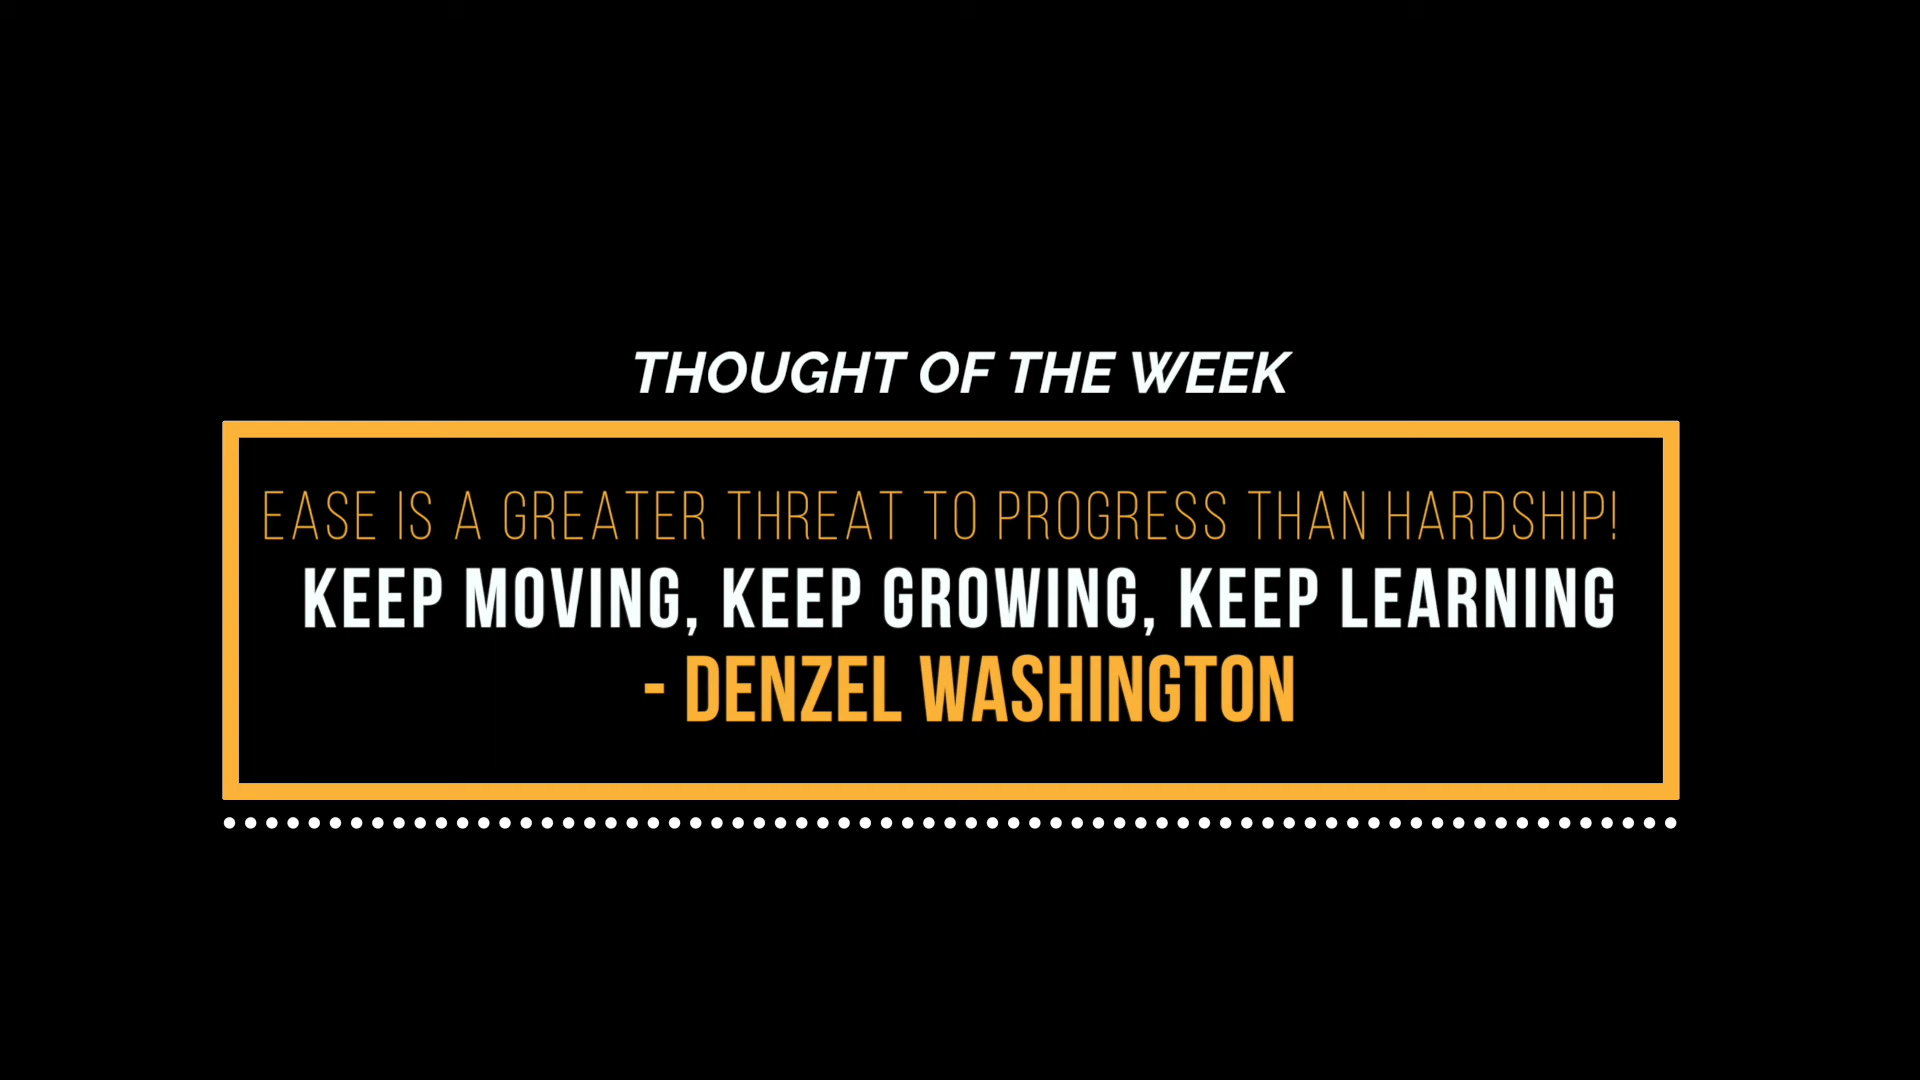 THOUGHT OF THE WEEK
EASE IS A GREATER THREAT TO PROGRESS THAN HARDSHIP!
KEEP MOVING, KEEP GROWING, KEEP LEARNING
- DENZEL WASHINGTON